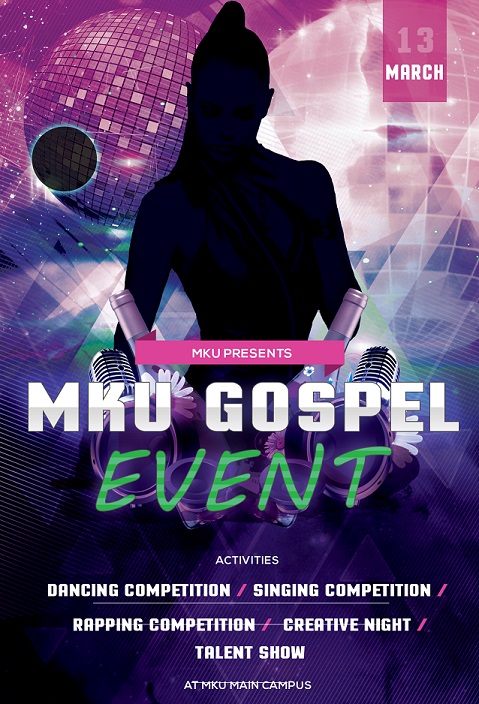 13
MARCH
MKU PRESENTS
MKU GOSPEL
EVENT
ACTIVITIES
DANCING COMPETITION / SINGING COMPETITION /
RAPPING COMPETITION / CREATIVE NIGHT /
TALENT SHOW
AT MKU MAIN CAMPUS